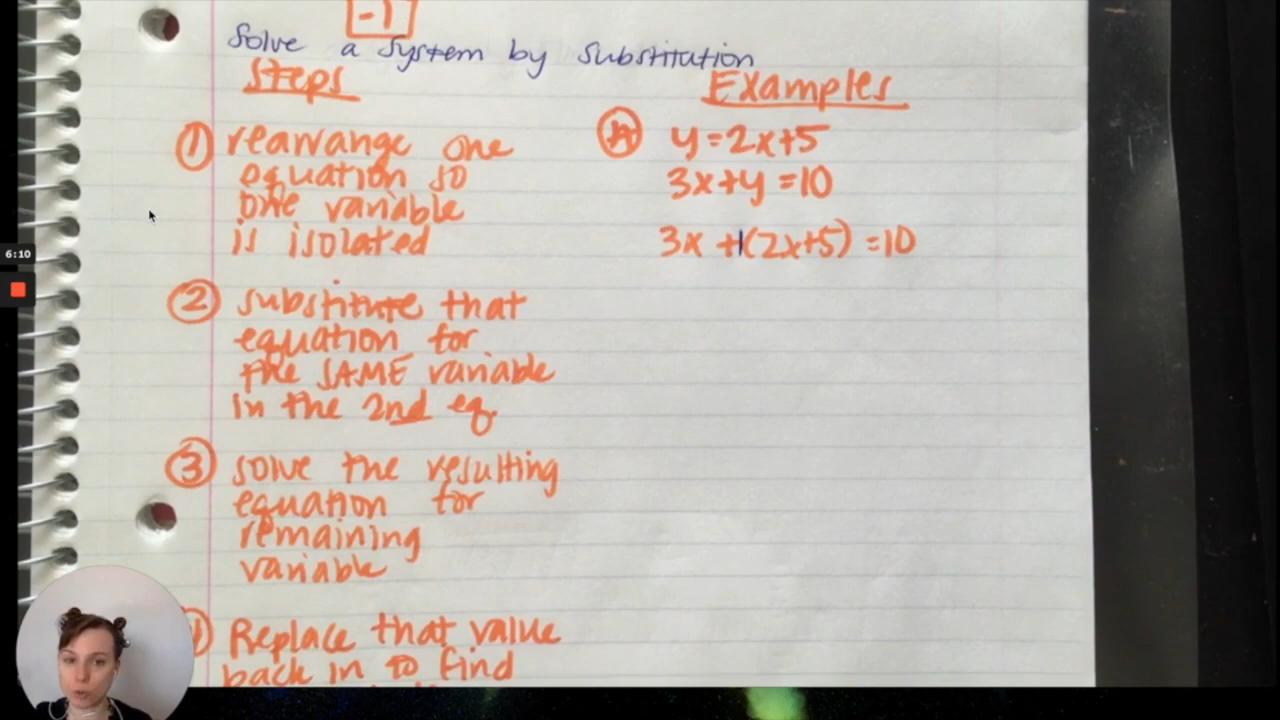 -1
Solve a System by Substitution
Steps
Examples
① rearrange one
equation so
one variable
is isolated
② substitute that
equation for
the SAME variable
in the 2nd eq.
③ solve the resulting
equation for
remaining
variable
Replace that value
back in to find
A y=2x+5
3x+y=10
3x+1(2x+5)=10
6:10